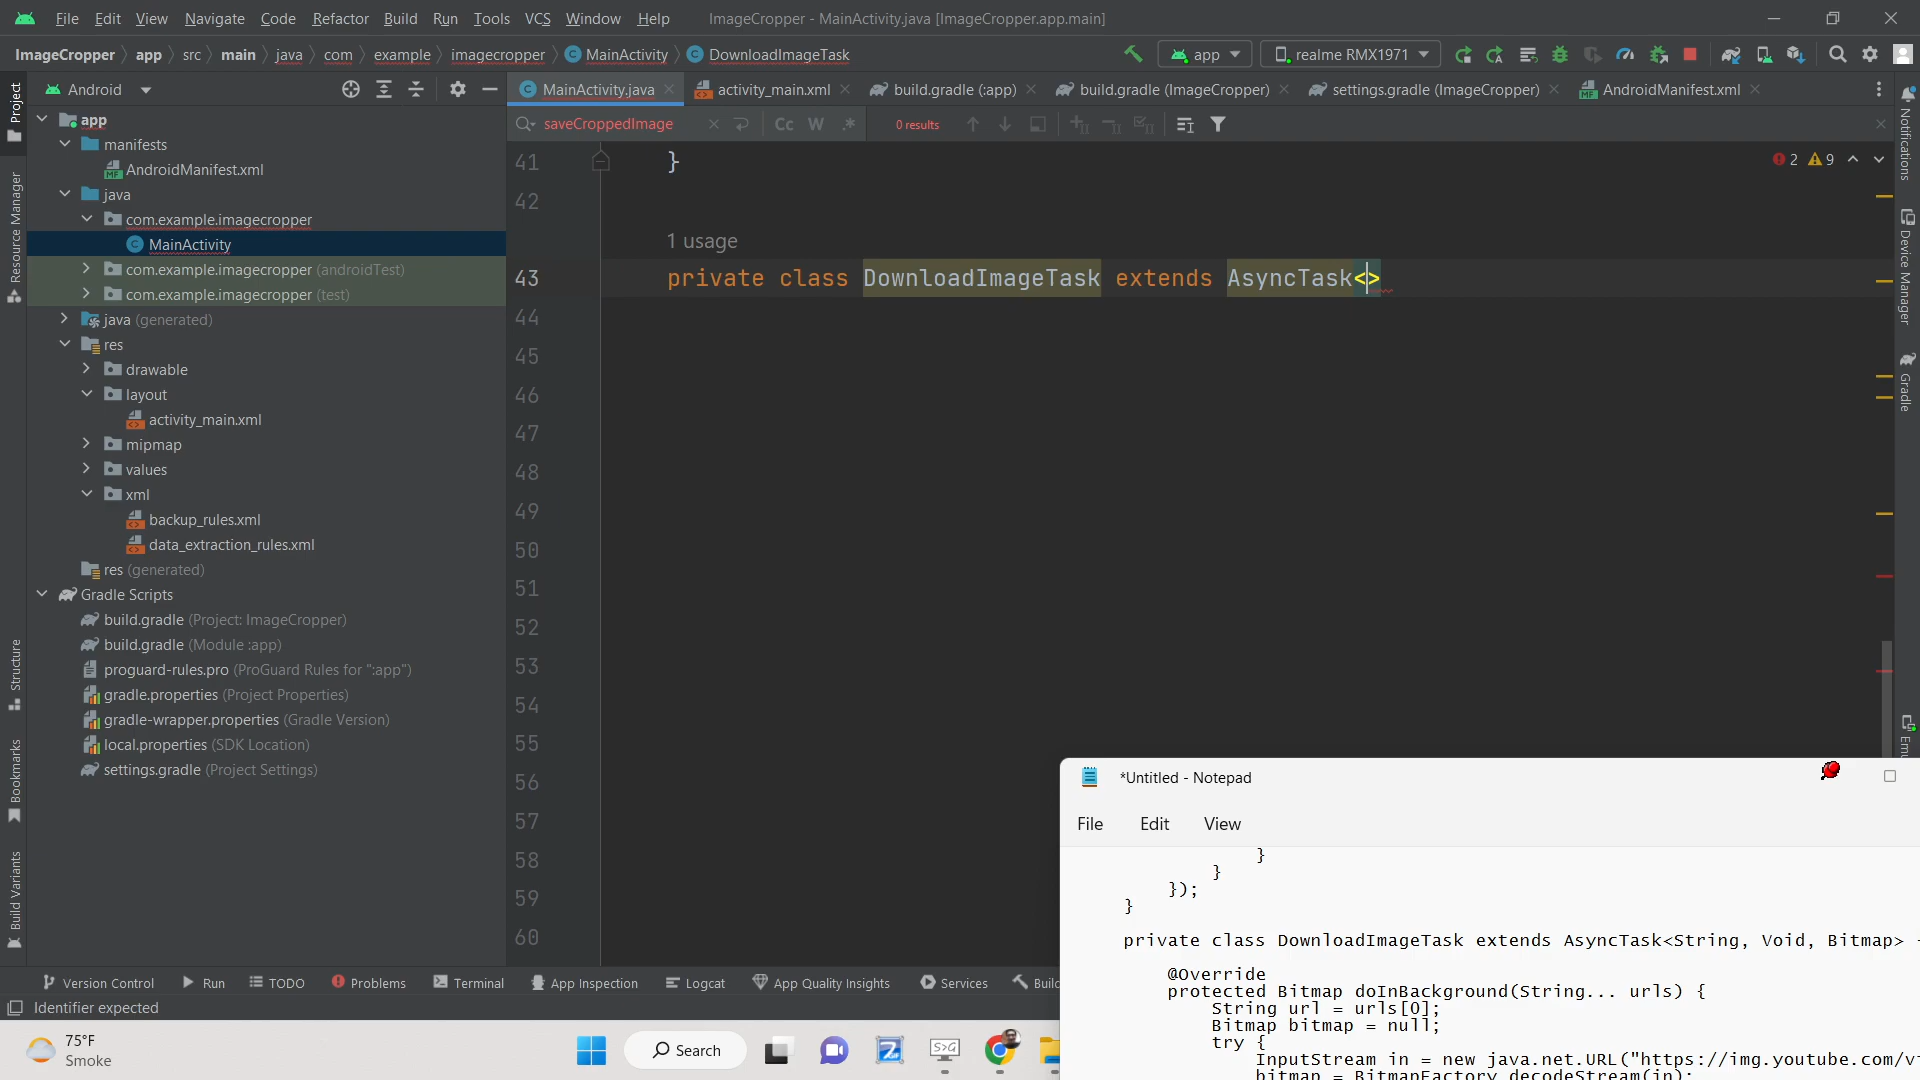 File Edit View Navigate Code Refactor Build Run Tools VCS Window Help ImageCropper - MainActivity.java [ImageCropper.app.main]
ImageCropper app src main java com example imagecropper MainActivity DownloadImageTask app realme RMX1971
Project Android MainActivity.java activity_main.xml build.gradle (:app) build.gradle (ImageCropper) settings.gradle (ImageCropper) AndroidManifest.xml
saveCroppedImage Cc W .* 0 results
Notifications
Device Manager
Gradle
Resource Manager
Structure
Bookmarks
Build Variants
app
manifests
AndroidManifest.xml
java
com.example.imagecropper
MainActivity
com.example.imagecropper (androidTest)
com.example.imagecropper (test)
java (generated)
res
drawable
layout
activity_main.xml
mipmap
values
xml
backup_rules.xml
data_extraction_rules.xml
res (generated)
Gradle Scripts
build.gradle (Project: ImageCropper)
build.gradle (Module :app)
proguard-rules.pro (ProGuard Rules for ":app")
gradle.properties (Project Properties)
gradle-wrapper.properties (Gradle Version)
local.properties (SDK Location)
settings.gradle (Project Settings)
41 } 2 9
42
1 usage
43 private class DownloadImageTask extends AsyncTask<>
44
45
46
47
48
49
50
51
52
53
54
55
56
57
58
59
60
*Untitled - Notepad
File Edit View
}
}
});
}
private class DownloadImageTask extends AsyncTask<String, Void, Bitmap>
@Override
protected Bitmap doInBackground(String... urls) {
String url = urls[0];
Bitmap bitmap = null;
try {
InputStream in = new java.net.URL("https://img.youtube.com/
bitmap = BitmapFactory.decodeStream(in);
Version Control Run TODO Problems Terminal App Inspection Logcat App Quality Insights Services
Identifier expected
75°F
Smoke
Search